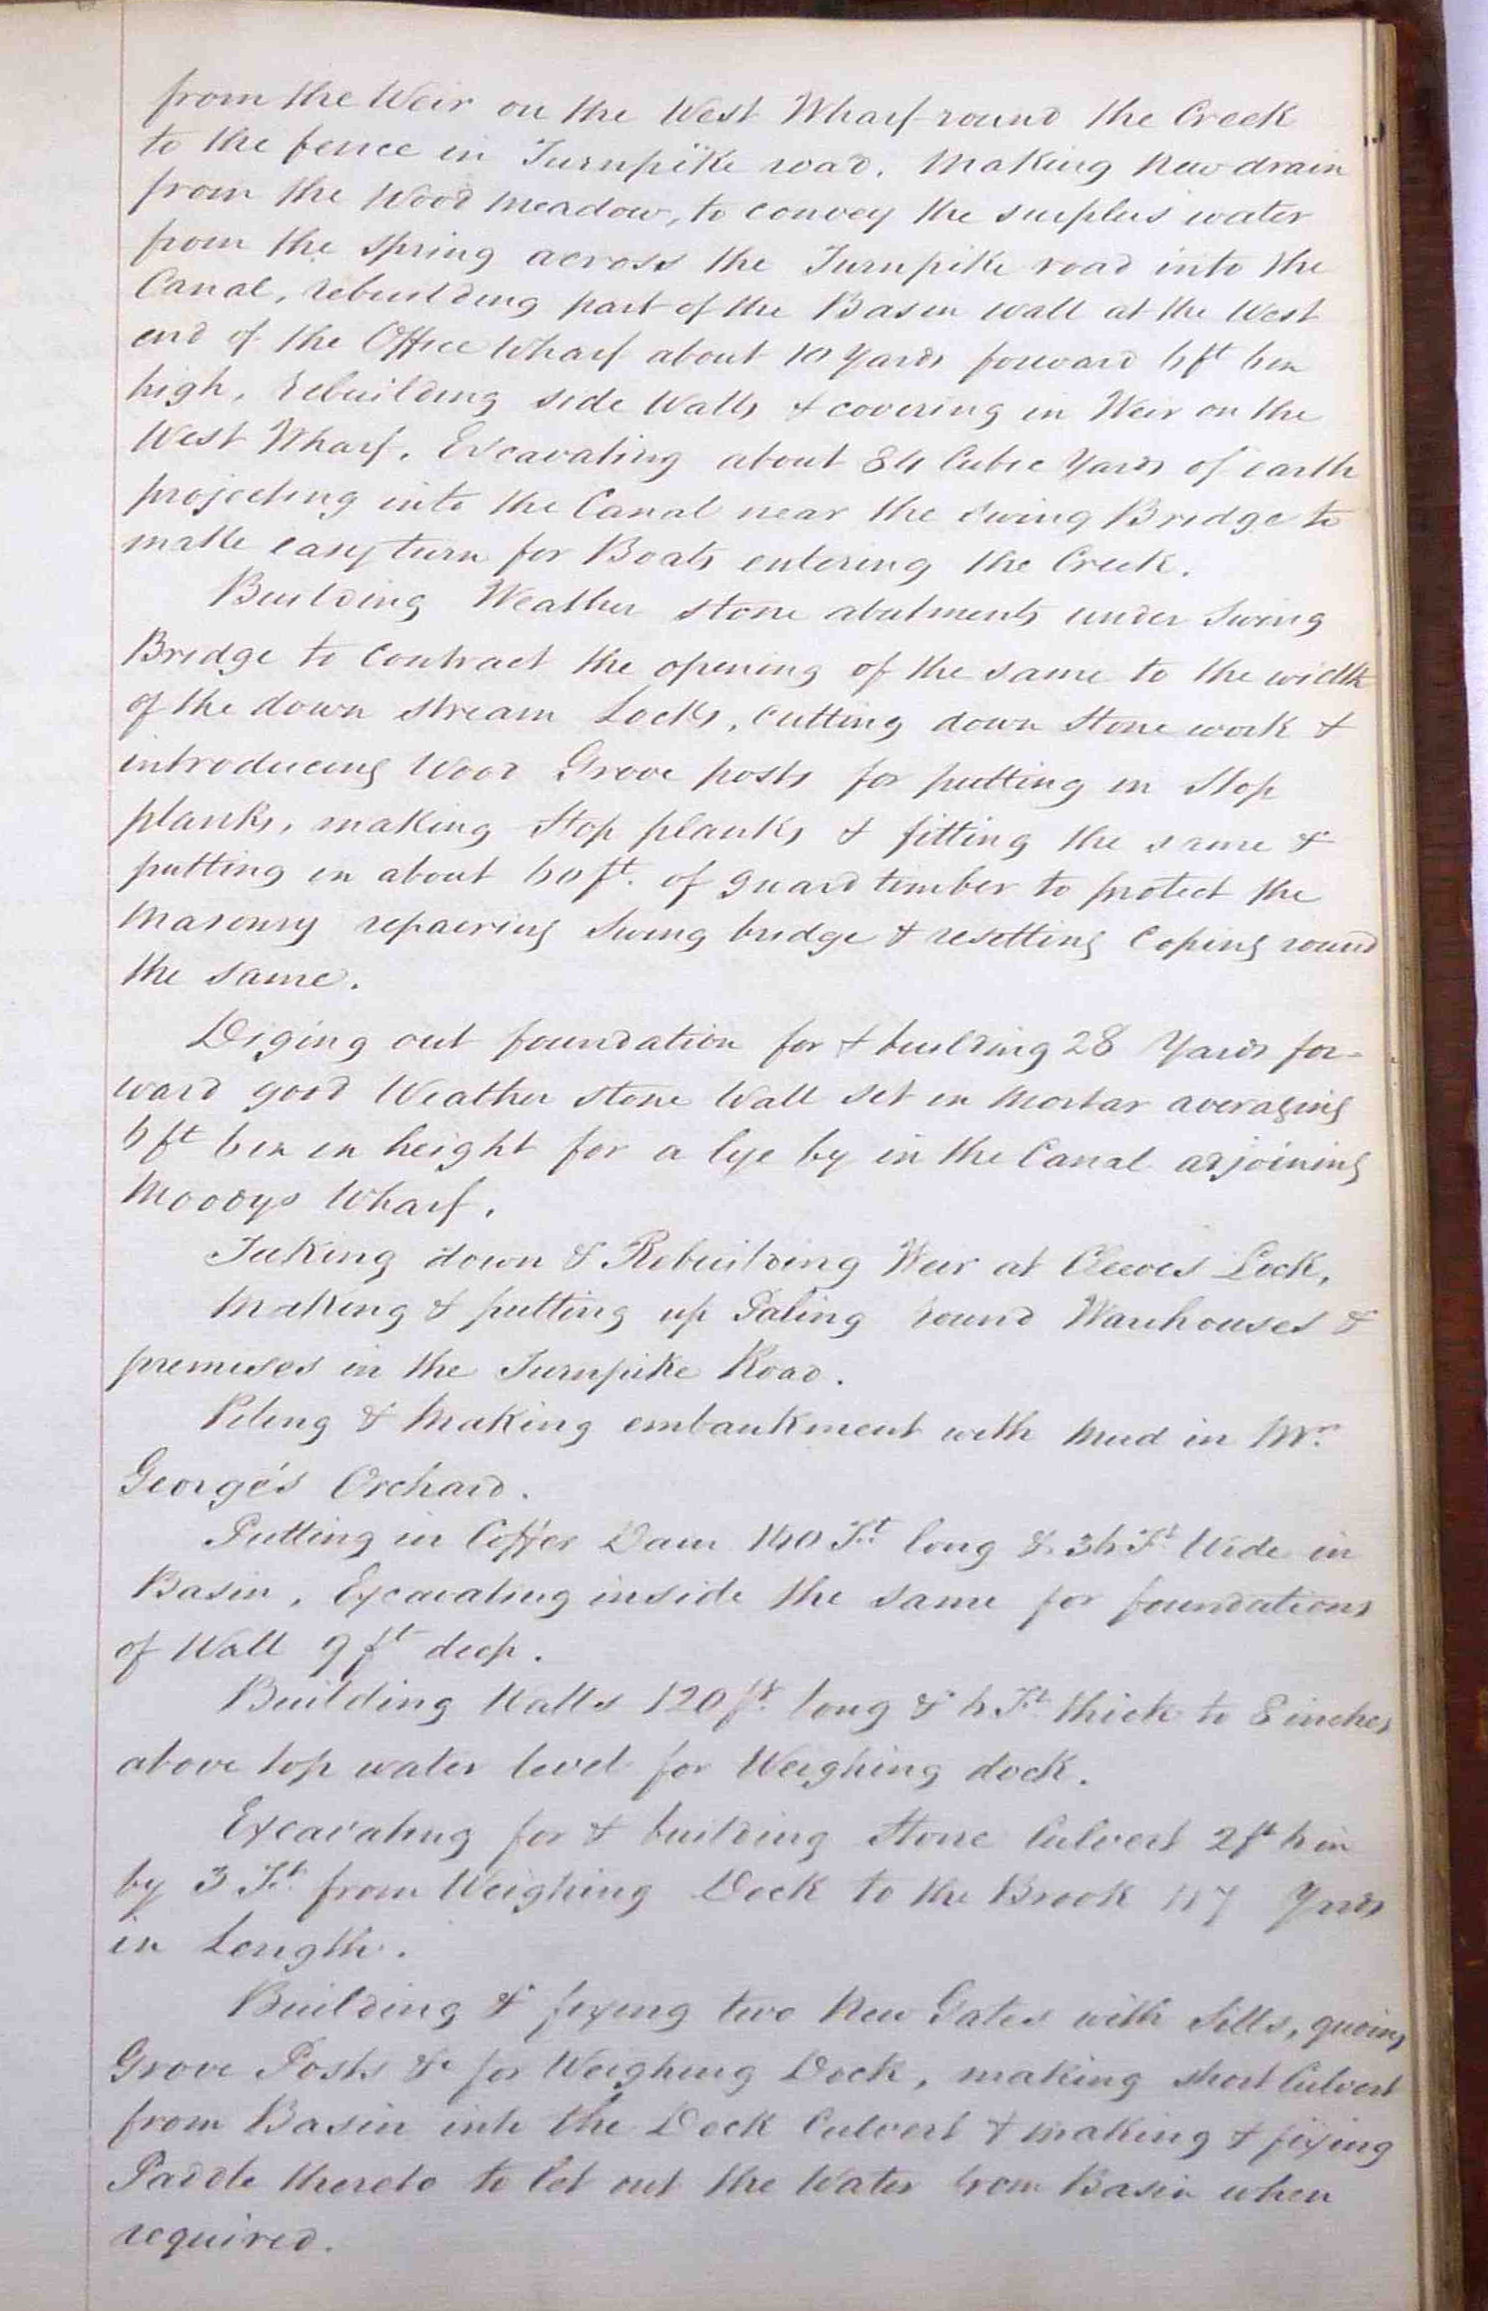 from the Weir on the West Wharf round the Creek
to the fence in Turnpike road. Making New drain
from the Wood Meadow, to convey the surplus water
from the spring across the Turnpike road into the
Canal, rebuilding part of the Basin wall at the West
end of the Office Wharf about 10 Yards forward 6 ft 6 in
high, rebuilding side Walls & covering in Weir on the
West Wharf. Excavating about 84 Cubic Yards of earth
projecting into the Canal near the Swing Bridge to
make easy turn for Boats entering the Creek.
Building Weather stone abutments under Swing
Bridge to Contract the opening of the same to the width
of the down stream Locks, cutting down Stone work &
introducing Wood Grove posts for putting in Stop
planks, making Stop planks & fitting the same &
putting in about 60 ft. of guard timber to protect the
Masonry repairing Swing bridge & resetting Coping round
the same.
Diging out foundation for & building 28 Yards for-
ward good Weather stone Wall set in Mortar averaging
6 ft 6 in in height for a lye by in the Canal adjoining
Moodys Wharf.
Taking down & Rebuilding Weir at Cleeves Lock,
Making & putting up Paling round Warehouses &
premises in the Turnpike Road.
Piling & Making embankment with Mud in Mr.
George's Orchard.
Putting in Coffer Dam 140 Ft. long & Ft. Wide in
Basin, Excavating inside the same for foundations
of Wall 9 ft deep.
Building Walls 120 ft. long & Ft. thick to 8 inches
above top water level for Weighing dock.
Excavating for & building Stone Culvert 2 ft in
by 3 Ft. from Weighing Dock to the Brook Yards
in Length.
Building & fixing two New Gates with Sills, quoins,
Grove Posts &c for Weighing Dock, making short Culvert
from Basin into the Dock Culvert & making & fixing
Paddle thereto to let out the Water from Basin when
required.